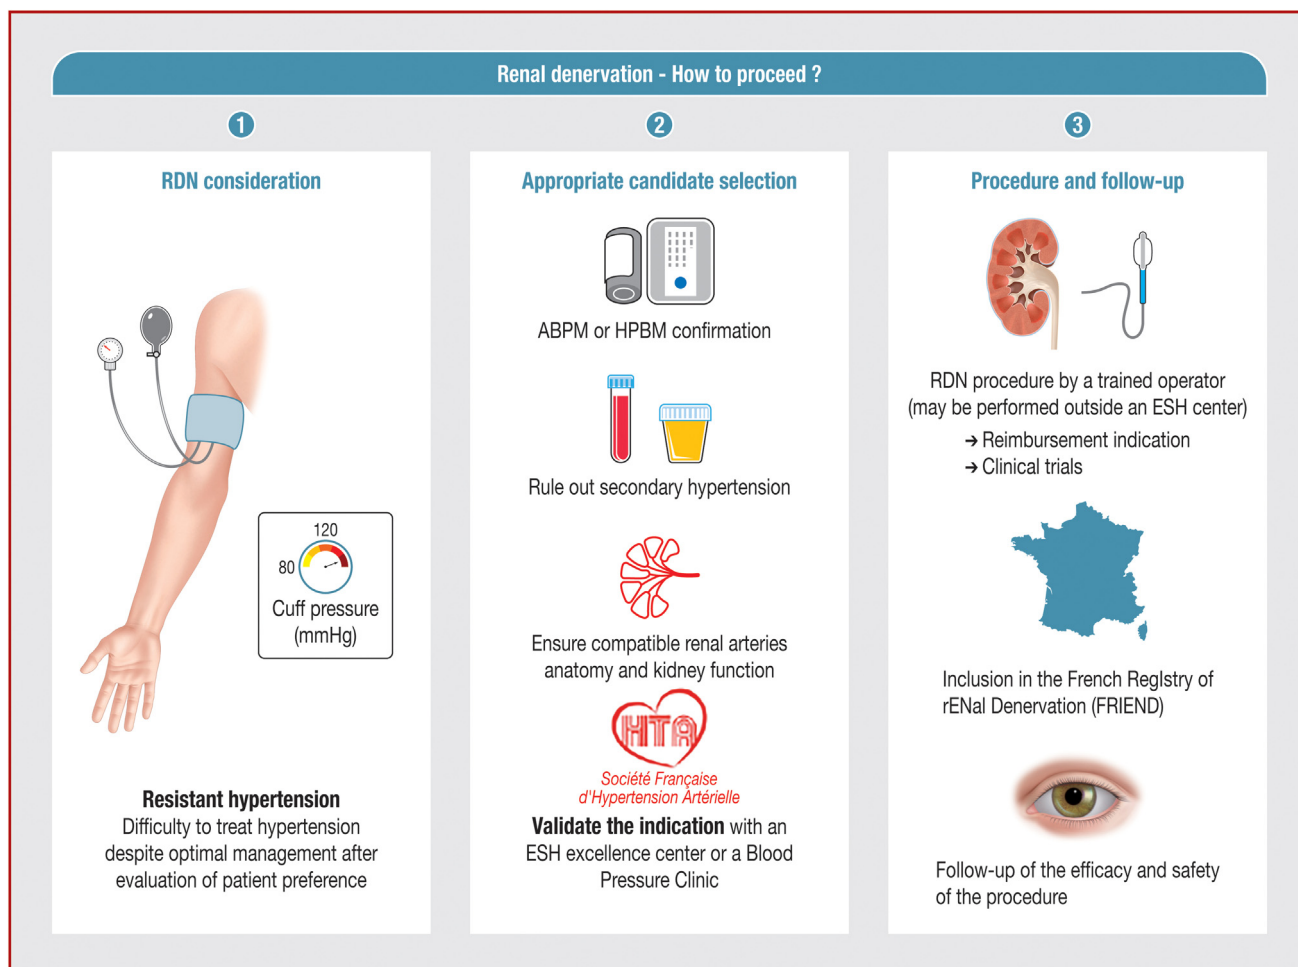 Renal denervation - How to proceed ?
1
RDN consideration
120
80
Cuff pressure
(mmHg)
Resistant hypertension
Difficulty to treat hypertension
despite optimal management after
evaluation of patient preference
2
Appropriate candidate selection
ABPM or HPBM confirmation
Rule out secondary hypertension
Ensure compatible renal arteries
anatomy and kidney function
HTA
Société Française
d'Hypertension Artérielle
Validate the indication with an
ESH excellence center or a Blood
Pressure Clinic
3
Procedure and follow-up
RDN procedure by a trained operator
(may be performed outside an ESH center)
→ Reimbursement indication
→ Clinical trials
Inclusion in the French RegIstry of
rENal Denervation (FRIEND)
Follow-up of the efficacy and safety
of the procedure